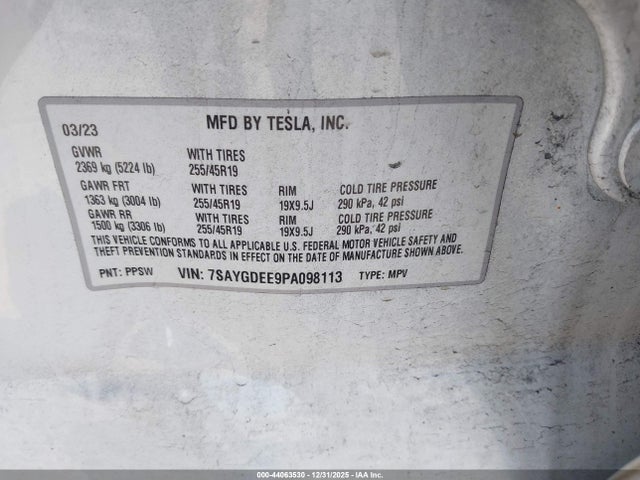 03/23 MFD BY TESLA, INC.
GVWR WITH TIRES
2369 kg (5224 lb) 255/45R19
GAWR FRT WITH TIRES RIM COLD TIRE PRESSURE
1363 kg (3004 lb) 255/45R19 19X9.5J 290 kPa, 42 psi
GAWR RR WITH TIRES RIM COLD TIRE PRESSURE
1500 kg (3306 lb) 255/45R19 19X9.5J 290 kPa, 42 psi
THIS VEHICLE CONFORMS TO ALL APPLICABLE U.S. FEDERAL MOTOR VEHICLE SAFETY AND
THEFT PREVENTION STANDARDS IN EFFECT ON THE DATE OF MANUFACTURE SHOWN ABOVE.
PNT: PPSW VIN: 7SAYGDEE9PA098113 TYPE: MPV
000-44063530 - 12/31/2025 - IAA Inc.